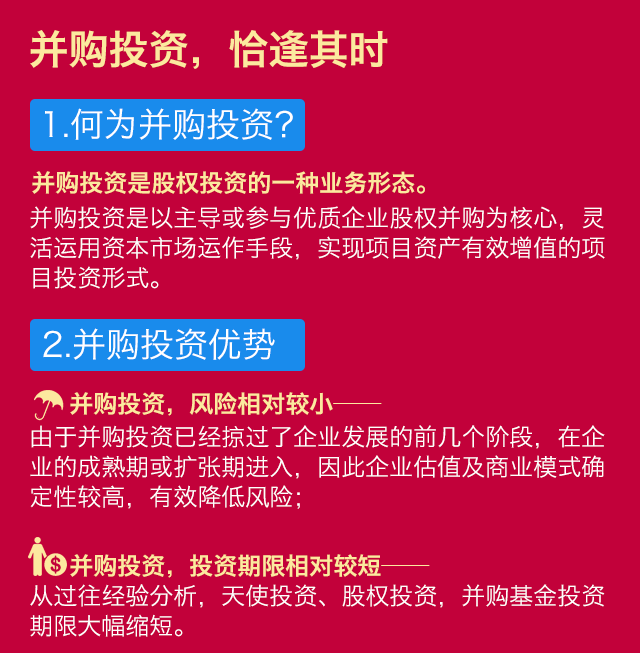 并购投资，恰逢其时
1.何为并购投资?
并购投资是股权投资的一种业务形态。
并购投资是以主导或参与优质企业股权并购为核心，灵
活运用资本市场运作手段，实现项目资产有效增值的项
目投资形式。
2.并购投资优势
并购投资，风险相对较小——
由于并购投资已经掠过了企业发展的前几个阶段，在企
业的成熟期或扩张期进入，因此企业估值及商业模式确
定性较高，有效降低风险；
$
并购投资，投资期限相对较短——
从过往经验分析，天使投资、股权投资，并购基金投资
期限大幅缩短。